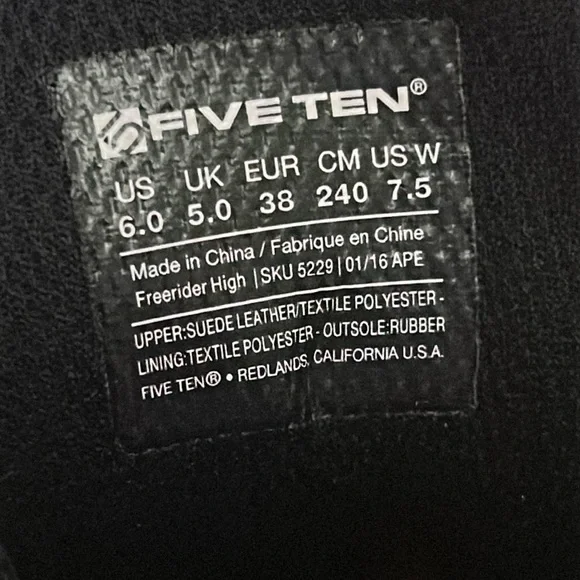 FIVE TEN®
US UK EUR CM US W
6.0 5.0 38 240 7.5
Made in China / Fabrique en Chine
Freerider High | SKU 5229 | 01/16 APE
UPPER:SUEDE LEATHER/TEXTILE POLYESTER -
LINING:TEXTILE POLYESTER - OUTSOLE:RUBBER
FIVE TEN® • REDLANDS, CALIFORNIA U.S.A.